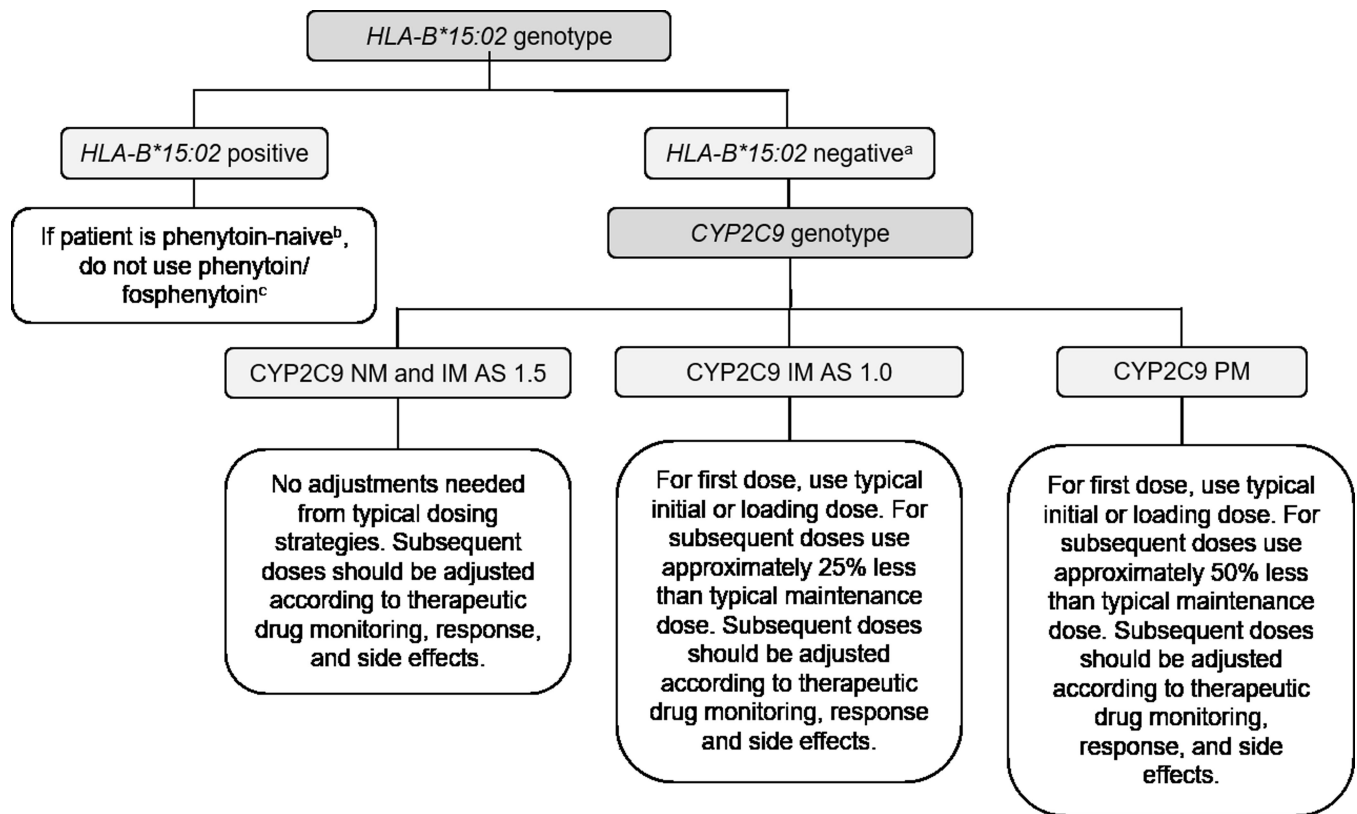 HLA-B*15:02 genotype
HLA-B*15:02 positive
HLA-B*15:02 negativeᵃ
If patient is phenytoin-naiveᵇ,
do not use phenytoin/
fosphenytoinᶜ
CYP2C9 genotype
CYP2C9 NM and IM AS 1.5
CYP2C9 IM AS 1.0
CYP2C9 PM
No adjustments needed
from typical dosing
strategies. Subsequent
doses should be adjusted
according to therapeutic
drug monitoring, response,
and side effects.
For first dose, use typical
initial or loading dose. For
subsequent doses use
approximately 25% less
than typical maintenance
dose. Subsequent doses
should be adjusted
according to therapeutic
drug monitoring, response
and side effects.
For first dose, use typical
initial or loading dose. For
subsequent doses use
approximately 50% less
than typical maintenance
dose. Subsequent doses
should be adjusted
according to therapeutic
drug monitoring,
response, and side
effects.